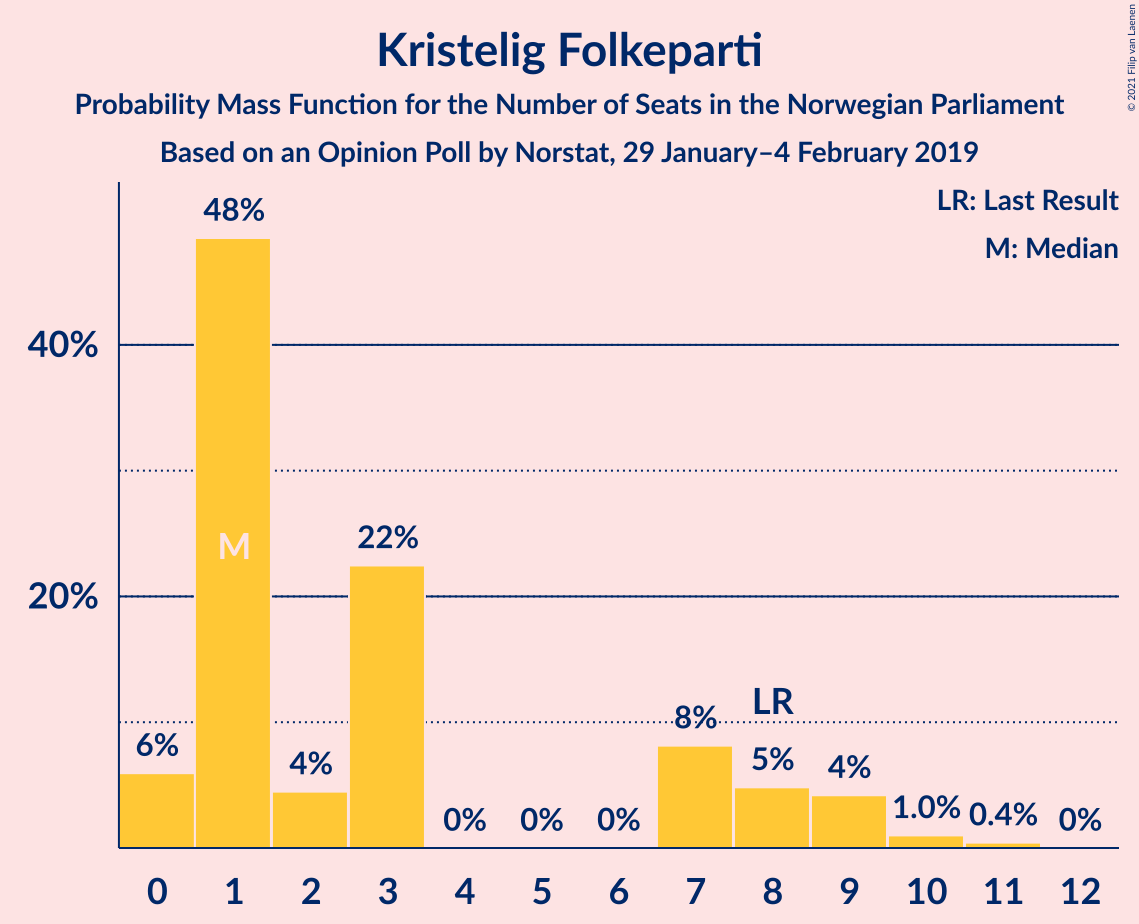 Kristelig Folkeparti
Probability Mass Function for the Number of Seats in the Norwegian Parliament
Based on an Opinion Poll by Norstat, 29 January–4 February 2019
© 2021 Filip van Laenen
LR: Last Result
M: Median
48%
40%
M
22%
20%
LR
8%
6%
4%
5%
4%
0%
0%
0%
1.0%
0.4%
0%
0 1 2 3 4 5 6 7 8 9 10 11 12